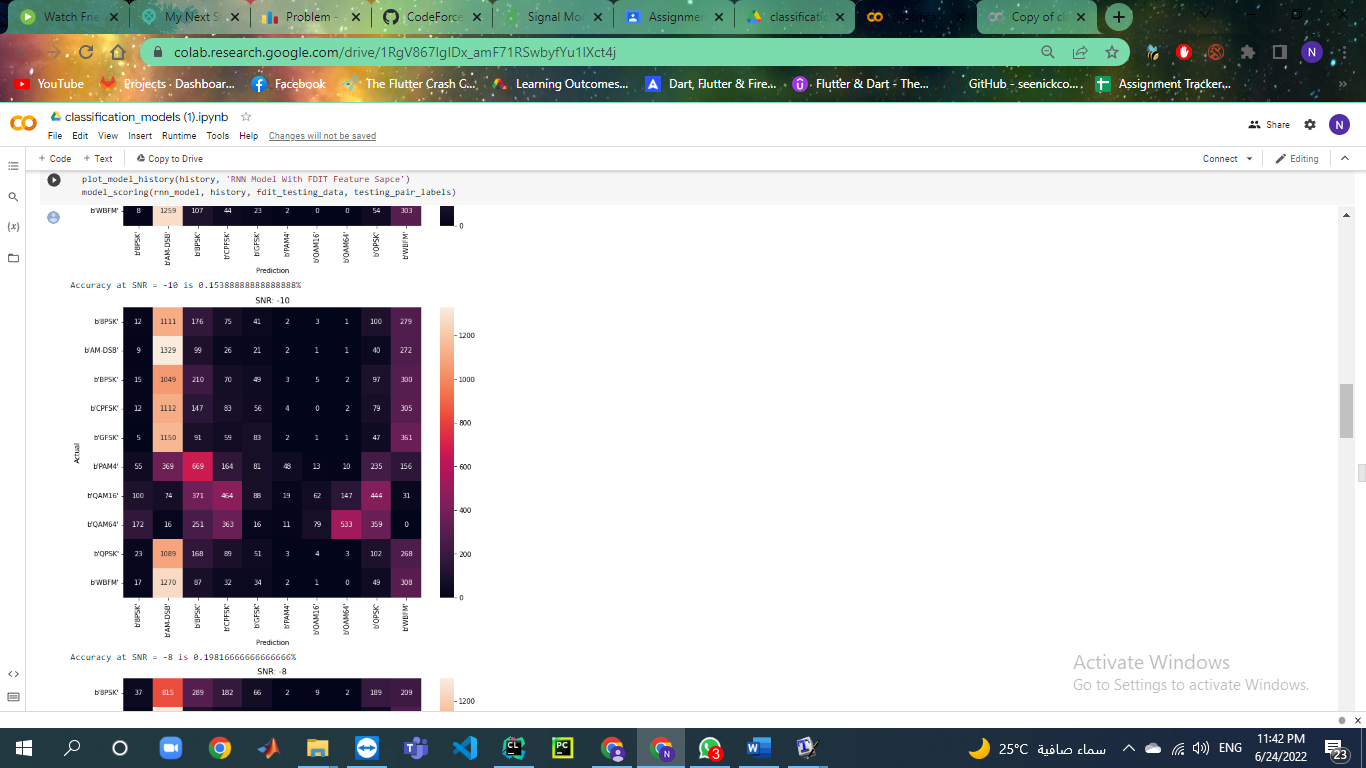 Watch Frie
My Next S
Problem -
CodeForce
Signal Mo
Assignmer
classificatio
Copy of cl
colab.research.google.com/drive/1RgV867IgIDx_amF71RSwbyfYu1IXct4j
N
YouTube
Projects · Dashboar...
Facebook
The Flutter Crash C...
Learning Outcomes...
Dart, Flutter & Fire...
Flutter & Dart - The...
GitHub - seenickco...
Assignment Tracker...
»
classification_models (1).ipynb
File Edit View Insert Runtime Tools Help Changes will not be saved
Share
N
+ Code + Text Copy to Drive
Connect
Editing
plot_model_history(history, 'RNN Model With FDIT Feature Sapce')
model_scoring(rnn_model, history, fdit_testing_data, testing_pair_labels)
b'WBFM' 8 1259 107 44 23 2 0 0 54 303
0
b'8PSK' b'AM-DSB' b'BPSK' b'CPFSK' b'GFSK' b'PAM4' b'QAM16' b'QAM64' b'QPSK' b'WBFM'
Prediction
Accuracy at SNR = -10 is 0.15388888888888888%
SNR: -10
b'8PSK' 12 1111 176 75 41 2 3 1 100 279
b'AM-DSB' 9 1329 99 26 21 2 1 1 40 272
b'BPSK' 15 1049 210 70 49 3 5 2 97 300
b'CPFSK' 12 1112 147 83 56 4 0 2 79 305
b'GFSK' 5 1150 91 59 83 2 1 1 47 361
b'PAM4' 55 369 669 164 81 48 13 10 235 156
b'QAM16' 100 74 371 464 88 19 62 147 444 31
b'QAM64' 172 16 251 363 16 11 79 533 359 0
b'QPSK' 23 1089 168 89 51 3 4 3 102 268
b'WBFM' 17 1270 87 32 34 2 1 0 49 308
Actual
1200
1000
800
600
400
200
0
b'8PSK' b'AM-DSB' b'BPSK' b'CPFSK' b'GFSK' b'PAM4' b'QAM16' b'QAM64' b'QPSK' b'WBFM'
Prediction
Accuracy at SNR = -8 is 0.19816666666666666%
SNR: -8
b'8PSK' 37 815 289 182 66 2 9 2 189 209
1200
Activate Windows
Go to Settings to activate Windows.
25°C سماء صافية
ENG
11:42 PM
6/24/2022
23
3